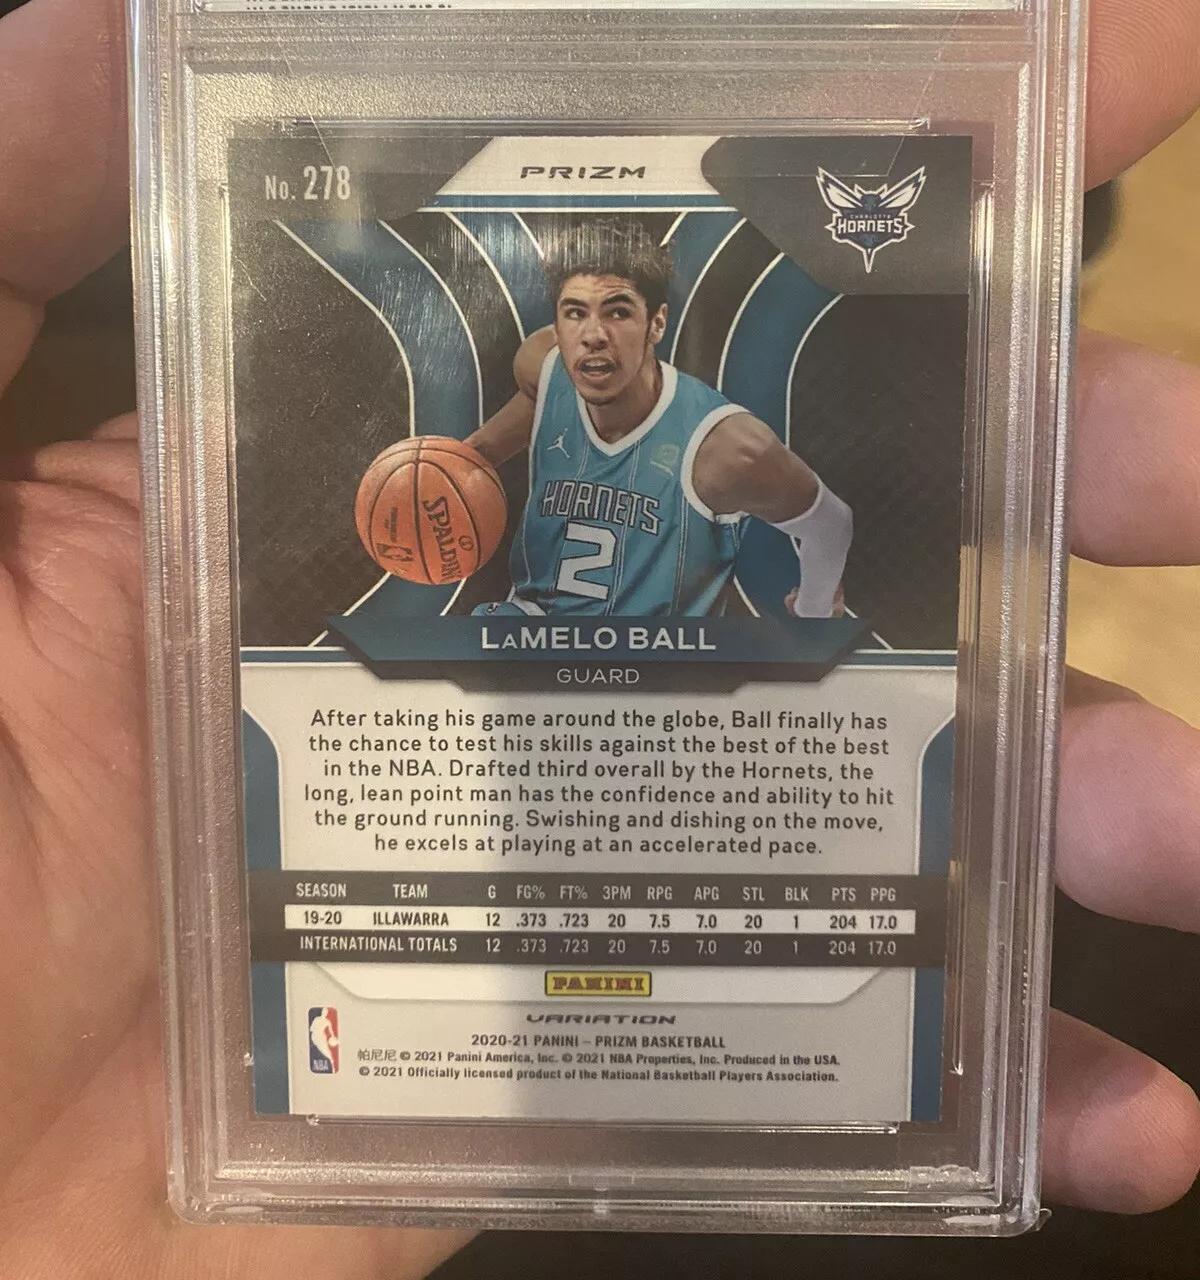 No. 278
PRIZM
CHARLOTTE
HORNETS
SPALDING
HORNETS
2
LAMELO BALL
GUARD
After taking his game around the globe, Ball finally has
the chance to test his skills against the best of the best
in the NBA. Drafted third overall by the Hornets, the
long, lean point man has the confidence and ability to hit
the ground running. Swishing and dishing on the move,
he excels at playing at an accelerated pace.
SEASON TEAM G FG% FT% 3PM RPG APG STL BLK PTS PPG
19-20 ILLAWARRA 12 .373 .723 20 7.5 7.0 20 1 204 17.0
INTERNATIONAL TOTALS 12 .373 .723 20 7.5 7.0 20 1 204 17.0
PANINI
VARIATION
2020-21 PANINI – PRIZM BASKETBALL
帕尼尼 © 2021 Panini America, Inc. © 2021 NBA Properties, Inc. Produced in the USA.
© 2021 Officially licensed product of the National Basketball Players Association.
NBA